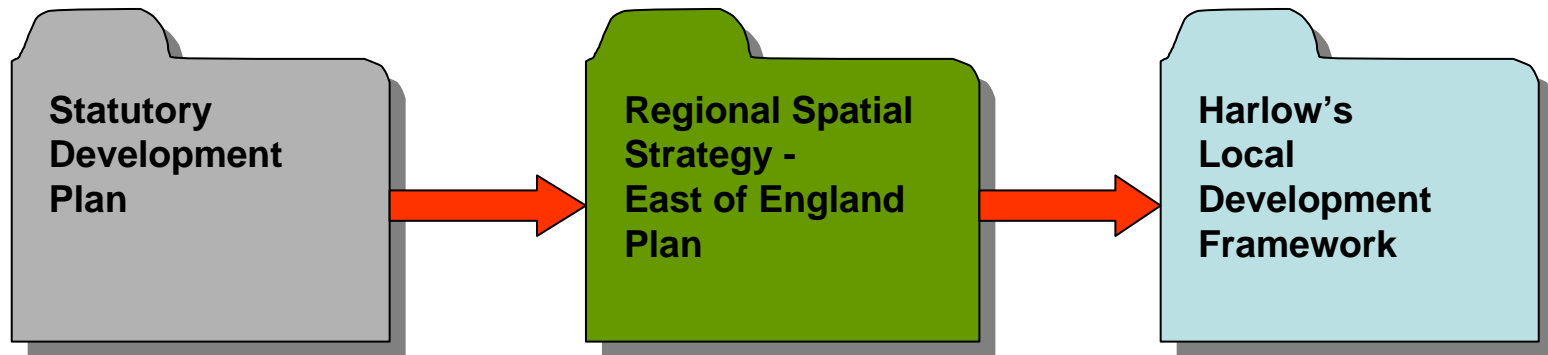 Statutory
Development
Plan
Regional Spatial
Strategy -
East of England
Plan
Harlow’s
Local
Development
Framework